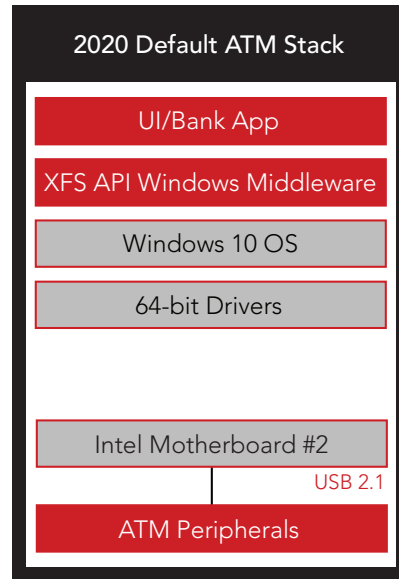 2020 Default ATM Stack
UI/Bank App
XFS API Windows Middleware
Windows 10 OS
64-bit Drivers
Intel Motherboard #2
USB 2.1
ATM Peripherals